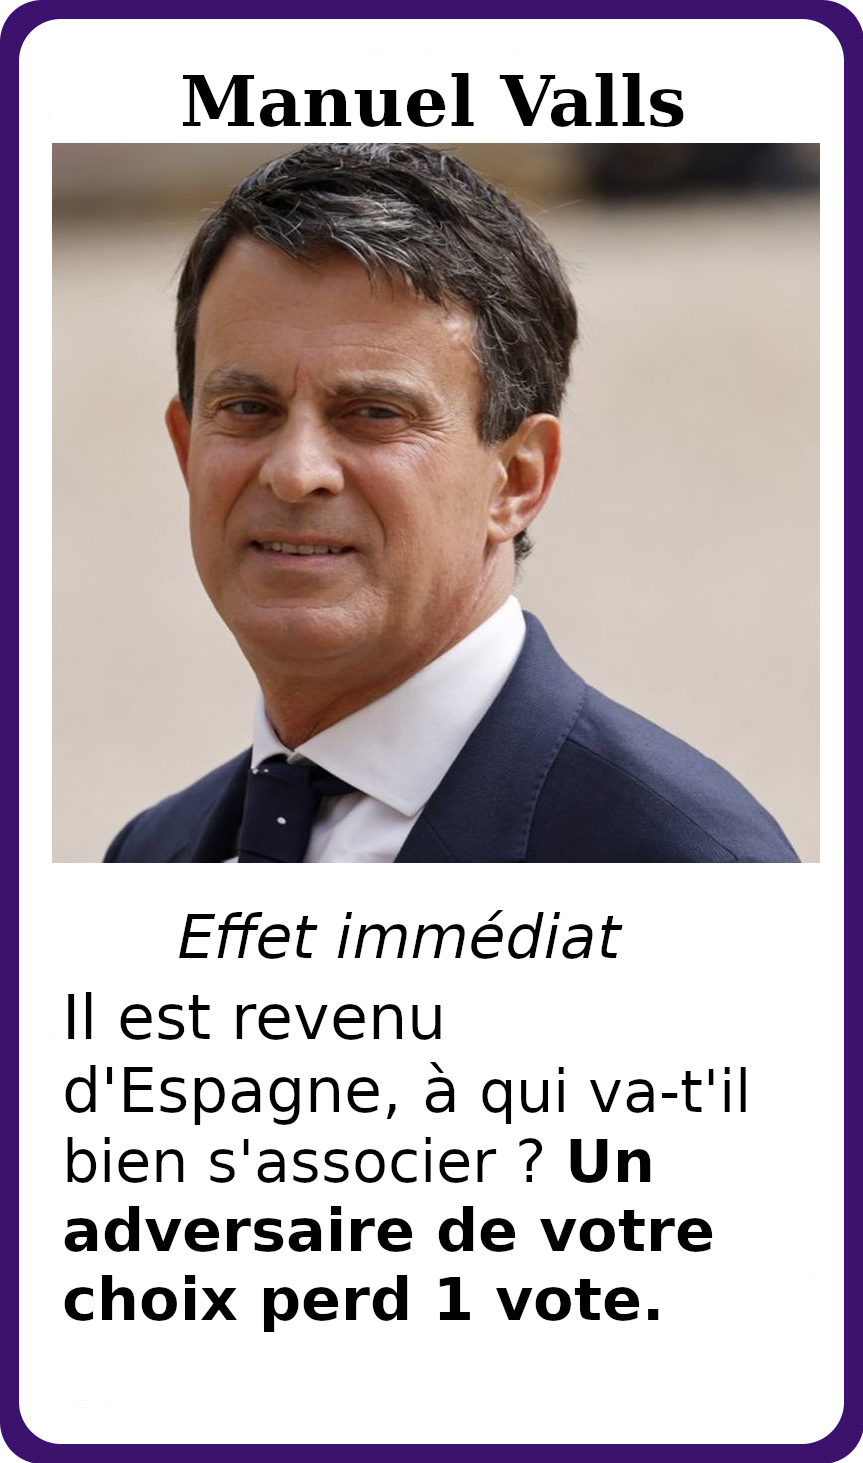 Manuel Valls
Effet immédiat
Il est revenu
d'Espagne, à qui va-t'il
bien s'associer ? Un
adversaire de votre
choix perd 1 vote.